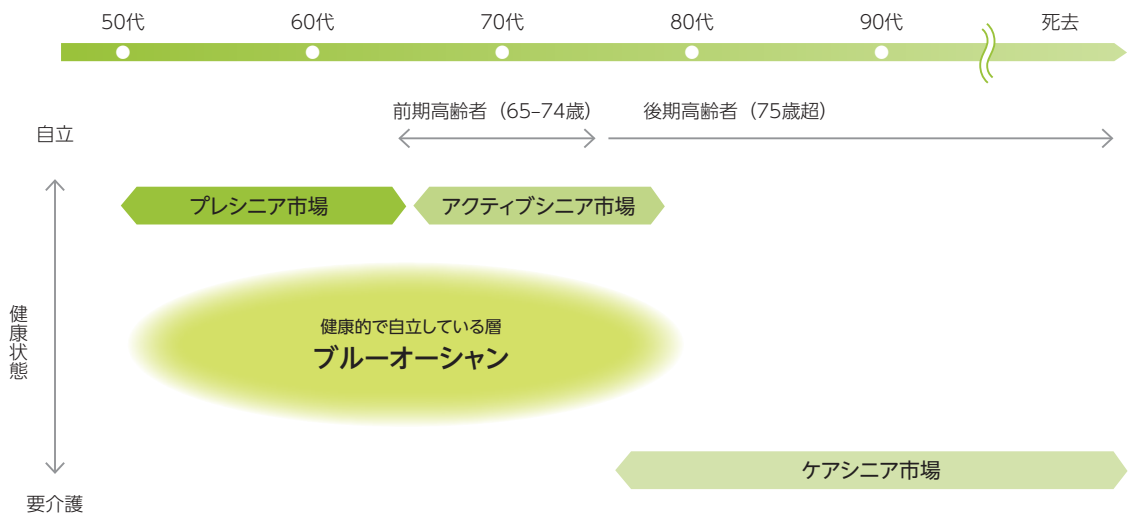 50代 60代 70代 80代 90代 死去
前期高齢者（65–74歳） 後期高齢者（75歳超）
自立
プレシニア市場 アクティブシニア市場
健康的で自立している層
ブルーオーシャン
健康状態
ケアシニア市場
要介護